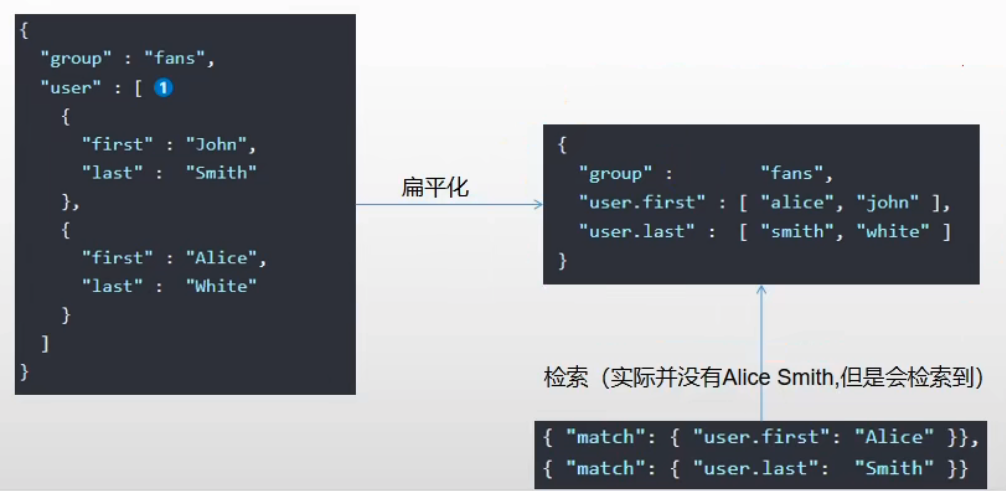 {
  "group" : "fans",
  "user" : [ 1
    {
      "first" : "John",
      "last" :  "Smith"
    },
    {
      "first" : "Alice",
      "last" :  "White"
    }
  ]
}
扁平化
{
  "group" :        "fans",
  "user.first" : [ "alice", "john" ],
  "user.last" :  [ "smith", "white" ]
}
检索（实际并没有Alice Smith,但是会检索到）
{ "match": { "user.first": "Alice" }},
{ "match": { "user.last":  "Smith" }}